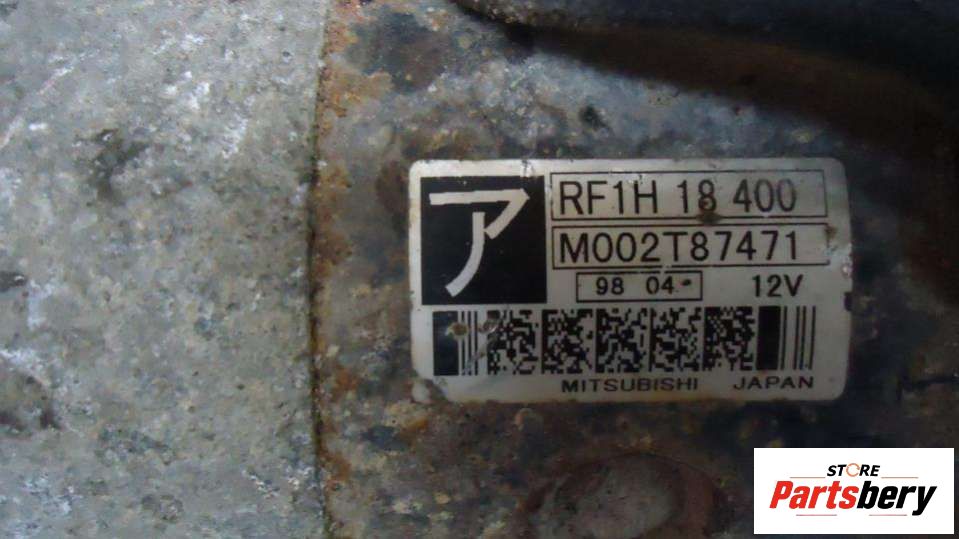 ア
RF1H 18 400
M002T87471
98 04
12V
MITSUBISHI JAPAN
STORE
Partsbery